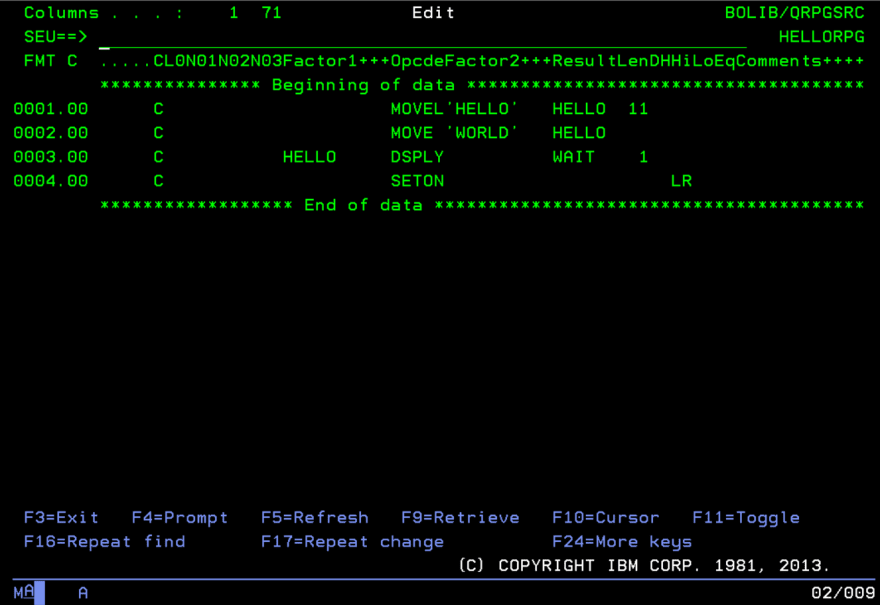 Columns . . . :    1  71            Edit                         BOLIB/QRPGSRC
SEU==> HELLORPG
FMT C  .....CL0N01N02N03Factor1+++OpcdeFactor2+++ResultLenDHHiLoEqComments++++
*************** Beginning of data *************************************
0001.00      C                     MOVEL'HELLO'   HELLO  11
0002.00      C                     MOVE 'WORLD'   HELLO
0003.00      C           HELLO     DSPLY          WAIT    1
0004.00      C                     SETON                     LR
****************** End of data ****************************************
F3=Exit   F4=Prompt   F5=Refresh   F9=Retrieve   F10=Cursor   F11=Toggle
F16=Repeat find       F17=Repeat change          F24=More keys
(C) COPYRIGHT IBM CORP. 1981, 2013.
MA    A                                                              02/009